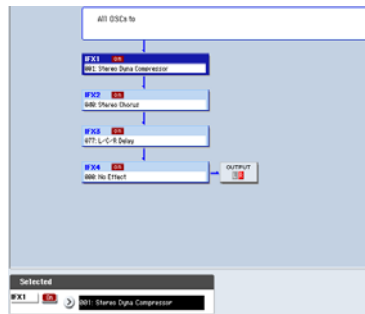 All OSCs to
IFX1 On
001: Stereo Dyna Compressor
IFX2 On
040: Stereo Chorus
IFX3 On
077: L-C-R Delay
IFX4 On
000: No Effect
OUTPUT
Selected
IFX1 On 001: Stereo Dyna Compressor